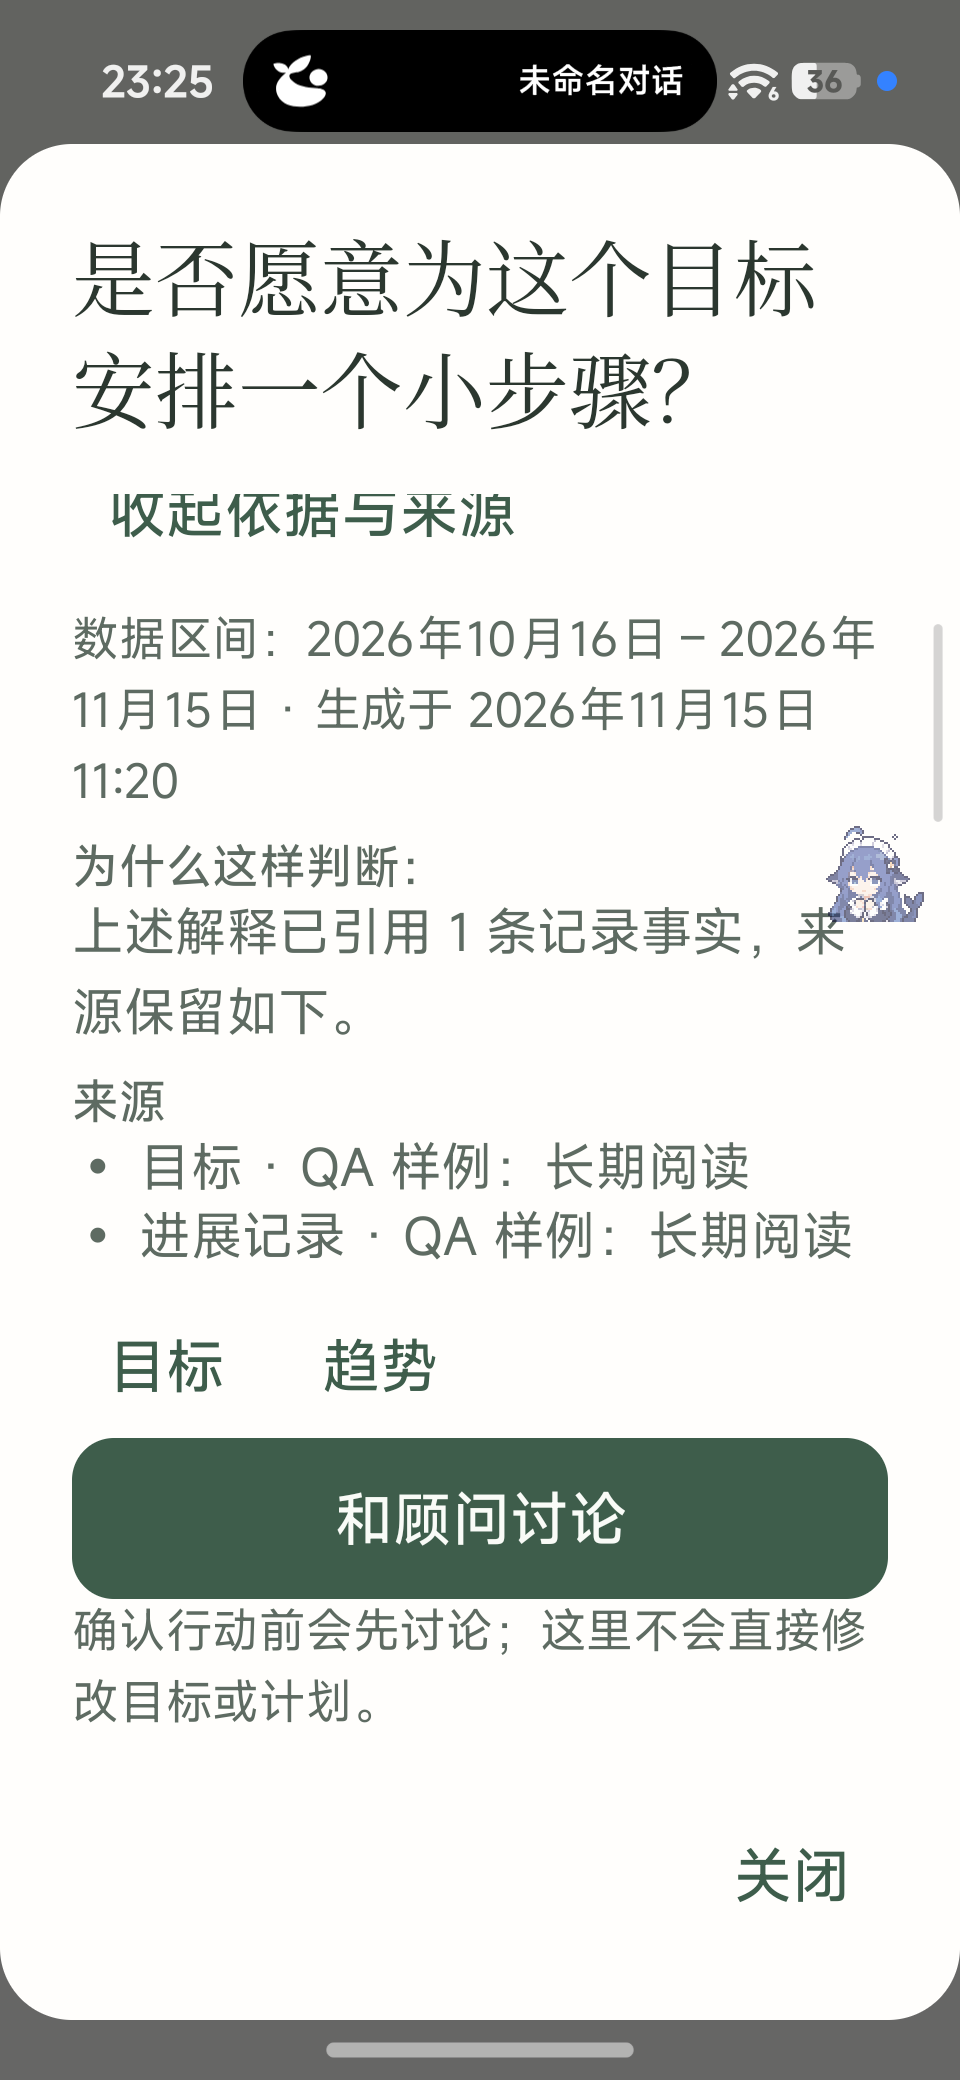 23:25
未命名对话
6
36
是否愿意为这个目标
安排一个小步骤？
收起依据与来源
数据区间：2026年10月16日 – 2026年
11月15日 · 生成于 2026年11月15日
11:20
为什么这样判断：
上述解释已引用 1 条记录事实，来
源保留如下。
来源
• 目标 · QA 样例：长期阅读
• 进展记录 · QA 样例：长期阅读
目标 趋势
和顾问讨论
确认行动前会先讨论；这里不会直接修
改目标或计划。
关闭